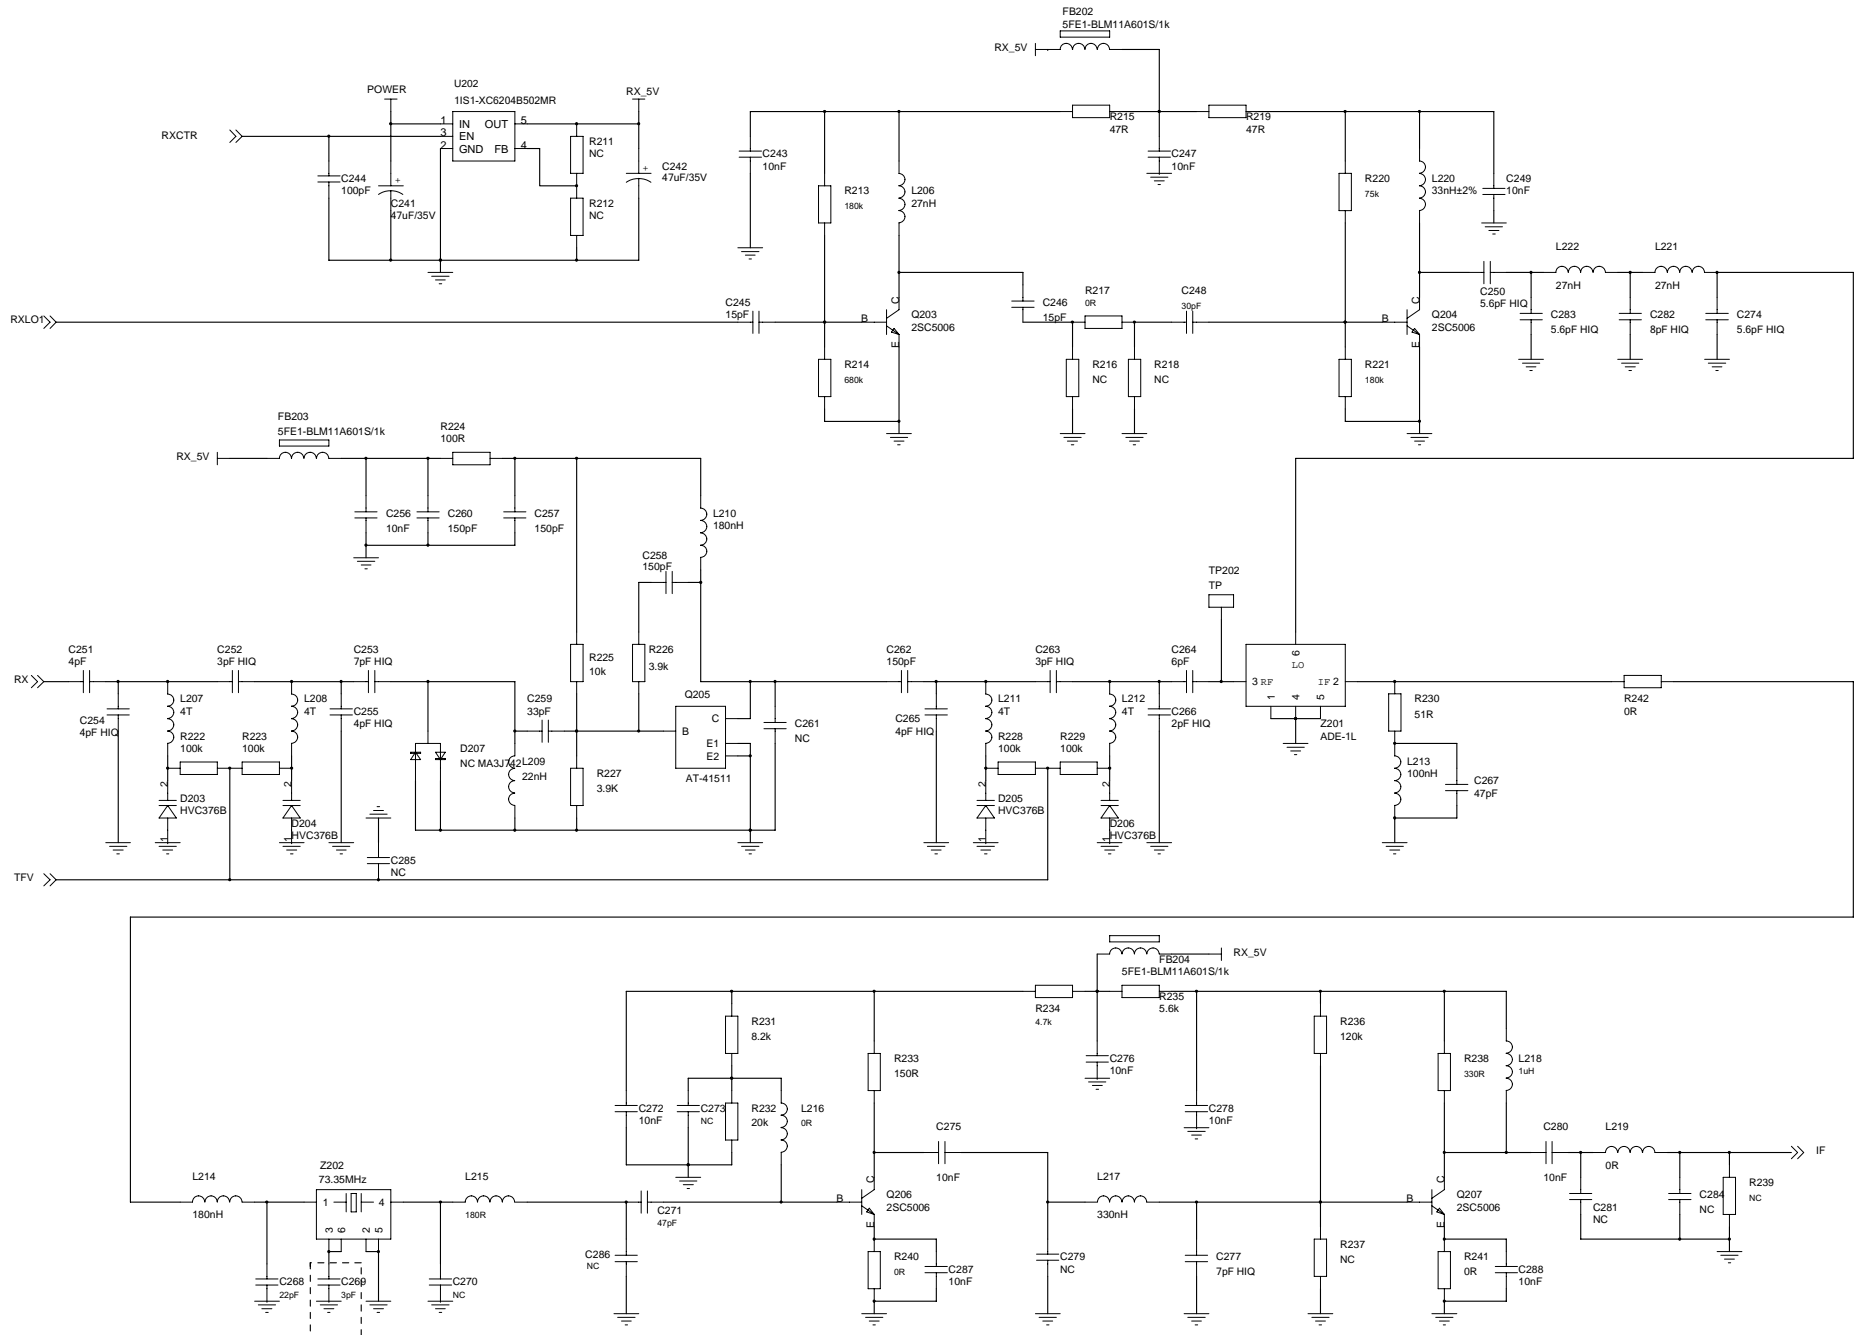 FB202
5FE1-BLM11A601S/1k
RX_5V
U202
1IS1-XC6204B502MR
POWER
RX_5V
RXCTR
1 IN OUT 5
3 EN
2 GND FB 4
R211
NC
R212
NC
C242
47uF/35V
C244
100pF
C241
47uF/35V
C243
10nF
R213
180k
L206
27nH
R215
47R
C247
10nF
R219
47R
R220
75k
L220
33nH±2%
C249
10nF
RXLO1
C245
15pF
B
C
E
Q203
2SC5006
R214
680k
C246
15pF
R217
0R
R216
NC
R218
NC
C248
30pF
B
C
E
Q204
2SC5006
R221
180k
C250
5.6pF HIQ
L222
27nH
L221
27nH
C283
5.6pF HIQ
C282
8pF HIQ
C274
5.6pF HIQ
FB203
5FE1-BLM11A601S/1k
RX_5V
R224
100R
C256
10nF
C260
150pF
C257
150pF
L210
180nH
C258
150pF
R225
10k
R226
3.9k
RX
C251
4pF
C254
4pF HIQ
L207
4T
C252
3pF HIQ
L208
4T
C253
7pF HIQ
C255
4pF HIQ
R222
100k
R223
100k
2
D203
HVC376B
1
2
D204
HVC376B
1
D207
NC MA3J742
L209
22nH
C259
33pF
R227
3.9K
Q205
C
B
E1
E2
AT-41511
C261
NC
C285
NC
TFV
C262
150pF
C265
4pF HIQ
L211
4T
C263
3pF HIQ
L212
4T
C264
6pF
C266
2pF HIQ
R228
100k
R229
100k
2
D205
HVC376B
1
2
D206
HVC376B
1
TP202
TP
6
LO
3 RF IF 2
1 4 5
Z201
ADE-1L
R230
51R
L213
100nH
C267
47pF
R242
0R
FB204
5FE1-BLM11A601S/1k
RX_5V
R234
4.7k
R235
5.6k
C276
10nF
R231
8.2k
C272
10nF
C273
NC
R232
20k
L216
0R
R233
150R
C275
10nF
C278
10nF
R236
120k
R238
330R
L218
1uH
L214
180nH
Z202
73.35MHz
1 4
3 6 2 5
C268
22pF
C269
3pF
L215
180R
C270
NC
C286
NC
C271
47pF
B
C
E
Q206
2SC5006
R240
0R
C287
10nF
L217
330nH
C279
NC
C277
7pF HIQ
R237
NC
B
C
E
Q207
2SC5006
R241
0R
C288
10nF
C280
10nF
L219
0R
C281
NC
C284
NC
R239
NC
IF